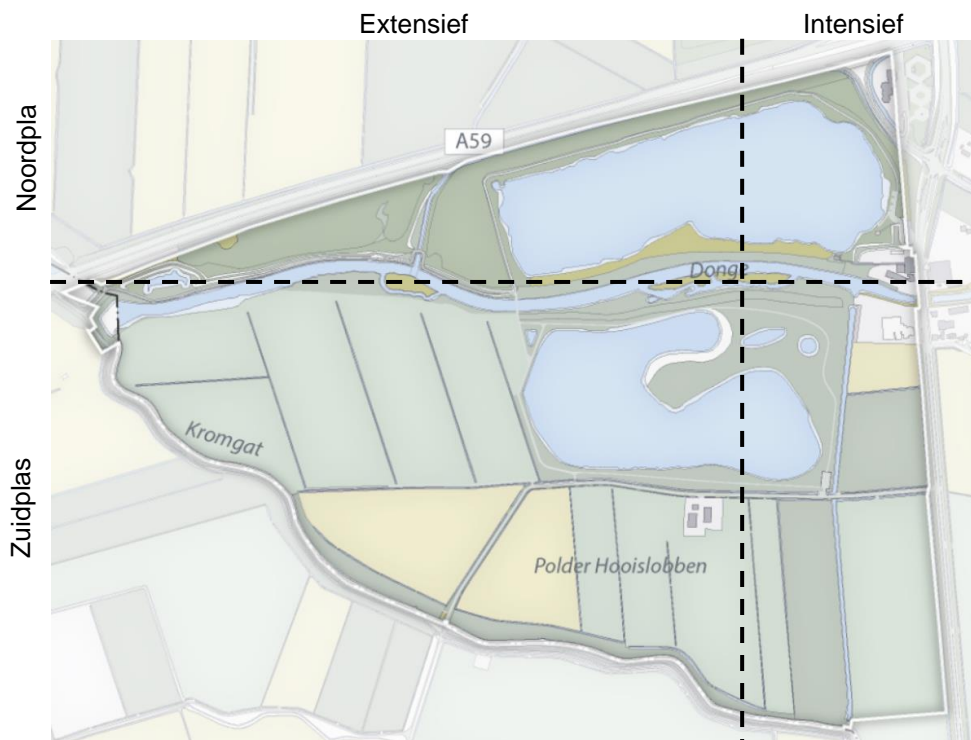 Extensief
Intensief
Noordpla
A59
Donge
Kromgat
Zuidplas
Polder Hooislobben